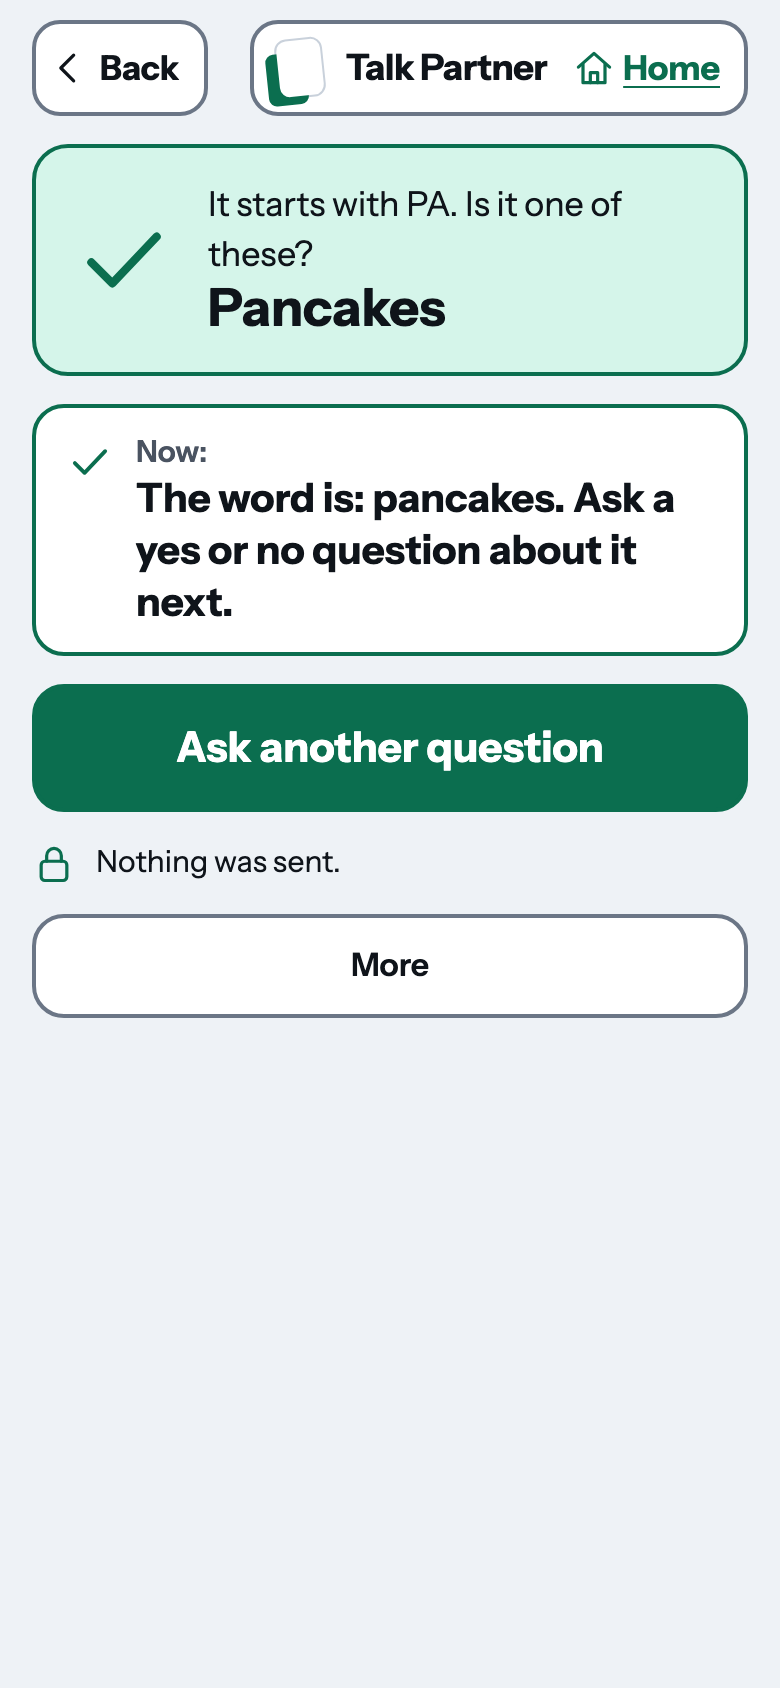 Back
Talk Partner
Home
It starts with PA. Is it one of
these?
Pancakes
Now:
The word is: pancakes. Ask a
yes or no question about it
next.
Ask another question
Nothing was sent.
More